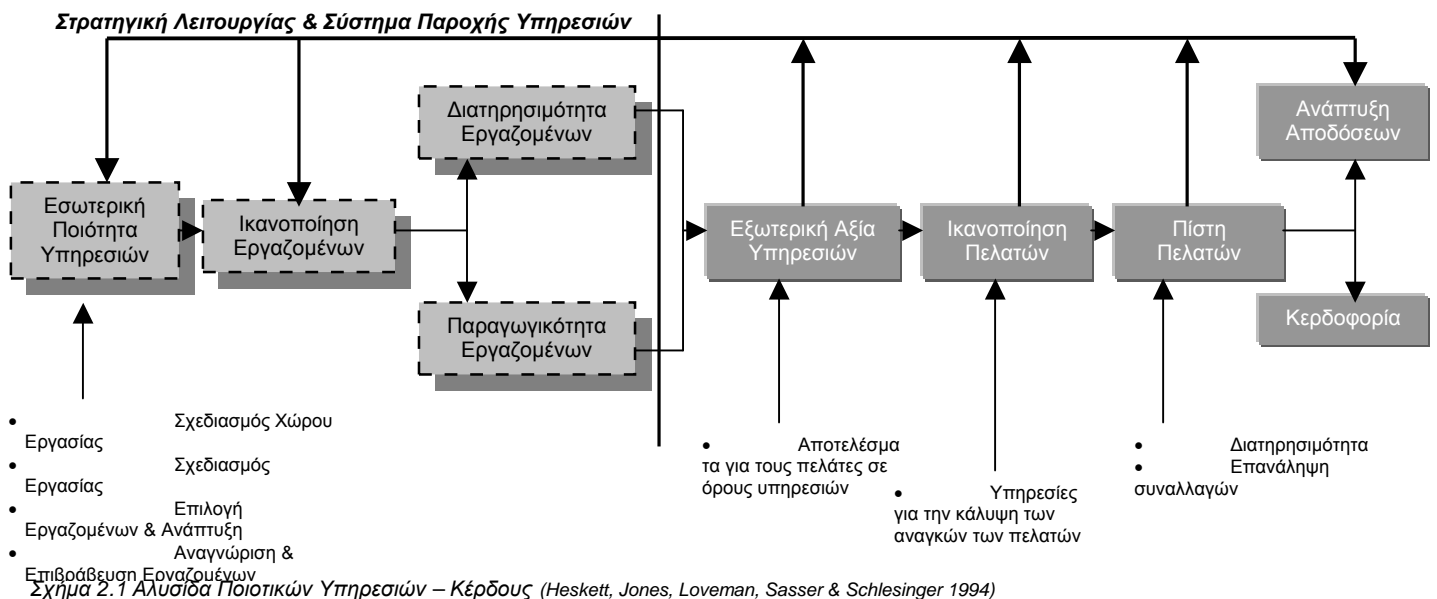 Στρατηγική Λειτουργίας & Σύστημα Παροχής Υπηρεσιών
Διατηρησιμότητα
Εργαζομένων
Ανάπτυξη
Αποδόσεων
Εσωτερική
Ποιότητα
Υπηρεσιών
Ικανοποίηση
Εργαζομένων
Εξωτερική Αξία
Υπηρεσιών
Ικανοποίηση
Πελατών
Πίστη
Πελατών
Παραγωγικότητα
Εργαζομένων
Κερδοφορία
• Σχεδιασμός Χώρου
Εργασίας
• Σχεδιασμός
Εργασίας
• Επιλογή
Εργαζομένων & Ανάπτυξη
• Αναγνώριση &
Επιβράβευση Εργαζομένων
• Αποτελέσμα
τα για τους πελάτες σε
όρους υπηρεσιών
• Υπηρεσίες
για την κάλυψη των
αναγκών των πελατών
• Διατηρησιμότητα
• Επανάληψη
συναλλαγών
Σχήμα 2.1 Αλυσίδα Ποιοτικών Υπηρεσιών – Κέρδους (Heskett, Jones, Loveman, Sasser & Schlesinger 1994)